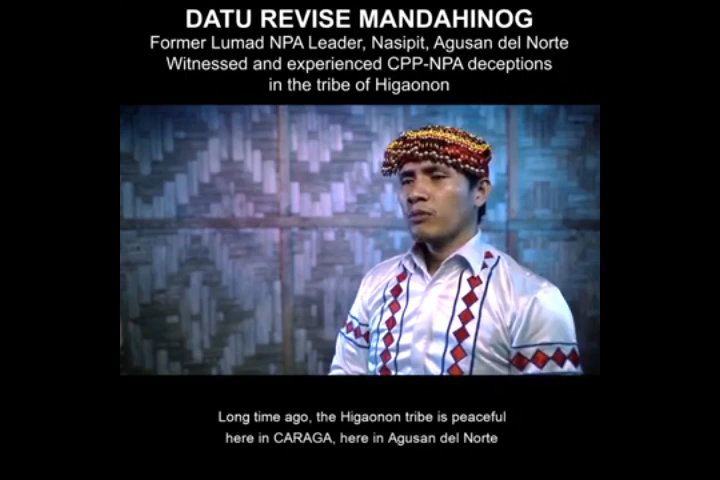 DATU REVISE MANDAHINOG
Former Lumad NPA Leader, Nasipit, Agusan del Norte
Witnessed and experienced CPP-NPA deceptions
in the tribe of Higaonon
Long time ago, the Higaonon tribe is peaceful
here in CARAGA, here in Agusan del Norte